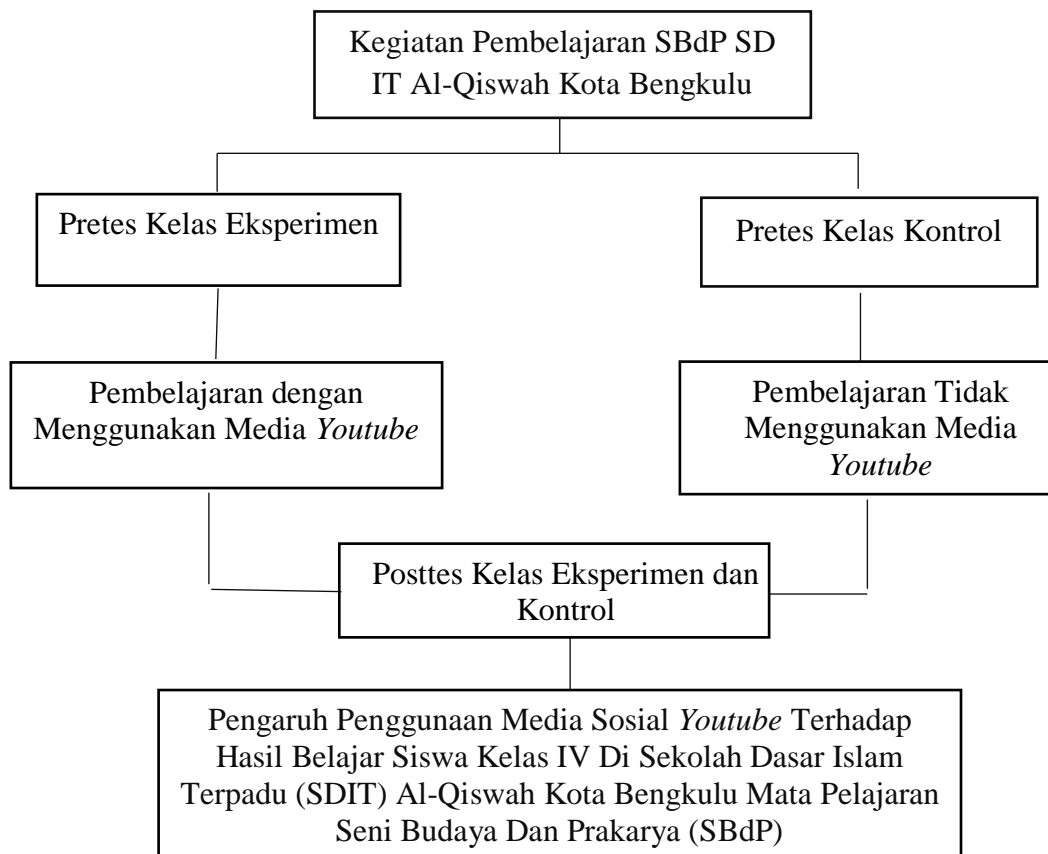 Kegiatan Pembelajaran SBdP SD
IT Al-Qiswah Kota Bengkulu
Pretes Kelas Eksperimen
Pretes Kelas Kontrol
Pembelajaran dengan
Menggunakan Media Youtube
Pembelajaran Tidak
Menggunakan Media
Youtube
Posttes Kelas Eksperimen dan
Kontrol
Pengaruh Penggunaan Media Sosial Youtube Terhadap
Hasil Belajar Siswa Kelas IV Di Sekolah Dasar Islam
Terpadu (SDIT) Al-Qiswah Kota Bengkulu Mata Pelajaran
Seni Budaya Dan Prakarya (SBdP)